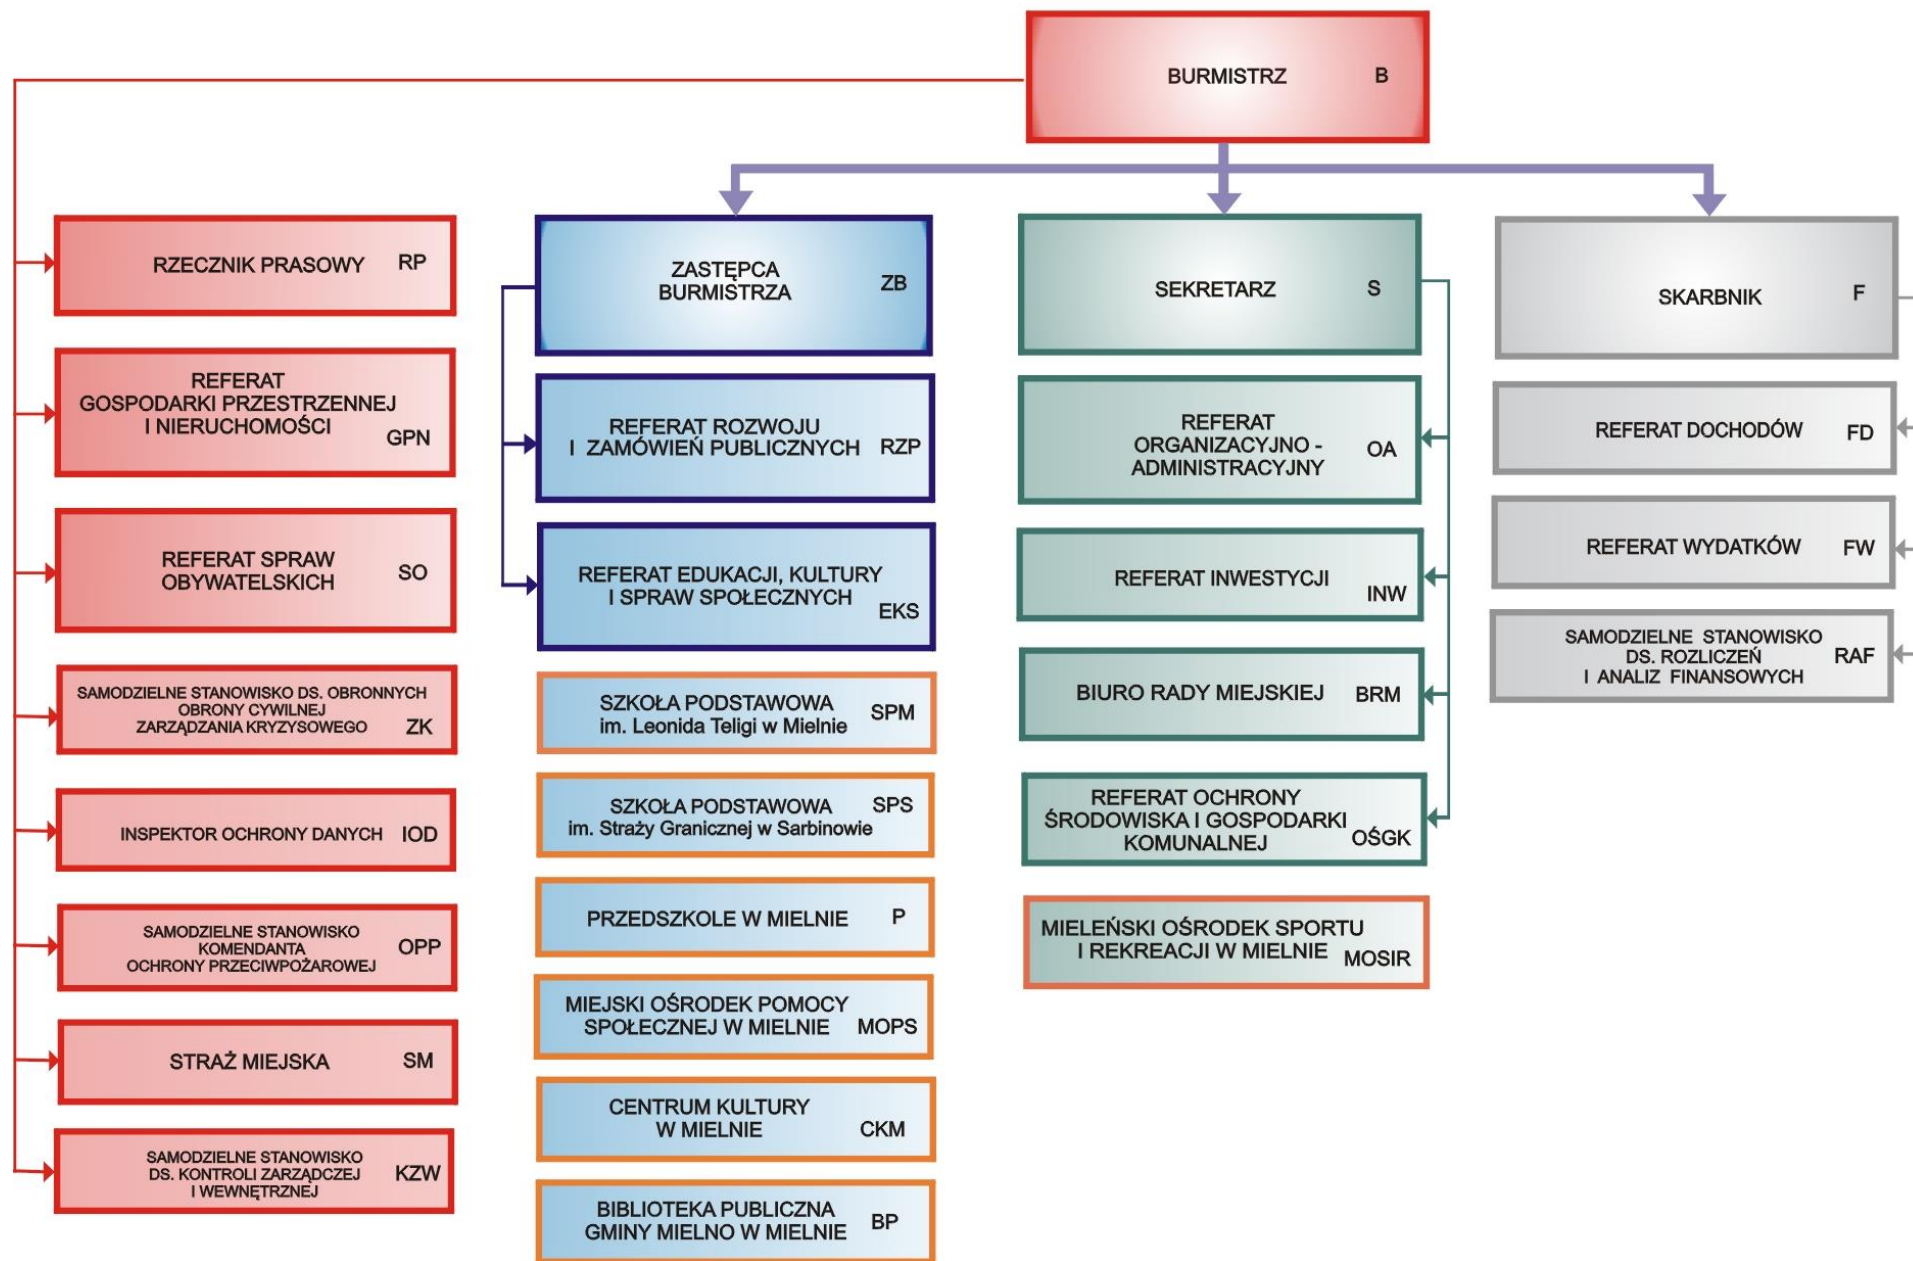 BURMISTRZ B
RZECZNIK PRASOWY RP
REFERAT
GOSPODARKI PRZESTRZENNEJ
I NIERUCHOMOŚCI
GPN
REFERAT SPRAW
OBYWATELSKICH
SO
SAMODZIELNE STANOWISKO DS. OBRONNYCH
OBRONY CYWILNEJ
ZARZĄDZANIA KRYZYSOWEGO
ZK
INSPEKTOR OCHRONY DANYCH IOD
SAMODZIELNE STANOWISKO
KOMENDANTA
OCHRONY PRZECIWPOŻAROWEJ
OPP
STRAŻ MIEJSKA SM
SAMODZIELNE STANOWISKO
DS. KONTROLI ZARZĄDCZEJ
I WEWNĘTRZNEJ
KZW
ZASTĘPCA
BURMISTRZA
ZB
REFERAT ROZWOJU
I ZAMÓWIEŃ PUBLICZNYCH
RZP
REFERAT EDUKACJI, KULTURY
I SPRAW SPOŁECZNYCH
EKS
SZKOŁA PODSTAWOWA
im. Leonida Teligi w Mielnie
SPM
SZKOŁA PODSTAWOWA SPS
im. Straży Granicznej w Sarbinowie
PRZEDSZKOLE W MIELNIE P
MIEJSKI OŚRODEK POMOCY
SPOŁECZNEJ W MIELNIE MOPS
CENTRUM KULTURY
W MIELNIE CKM
BIBLIOTEKA PUBLICZNA
GMINY MIELNO W MIELNIE
BP
SEKRETARZ S
REFERAT
ORGANIZACYJNO -
ADMINISTRACYJNY
OA
REFERAT INWESTYCJI
INW
BIURO RADY MIEJSKIEJ BRM
REFERAT OCHRONY
ŚRODOWISKA I GOSPODARKI
KOMUNALNEJ OŚGK
MIELEŃSKI OŚRODEK SPORTU
I REKREACJI W MIELNIE MOSIR
SKARBNIK F
REFERAT DOCHODÓW FD
REFERAT WYDATKÓW FW
SAMODZIELNE STANOWISKO
DS. ROZLICZEŃ
I ANALIZ FINANSOWYCH
RAF